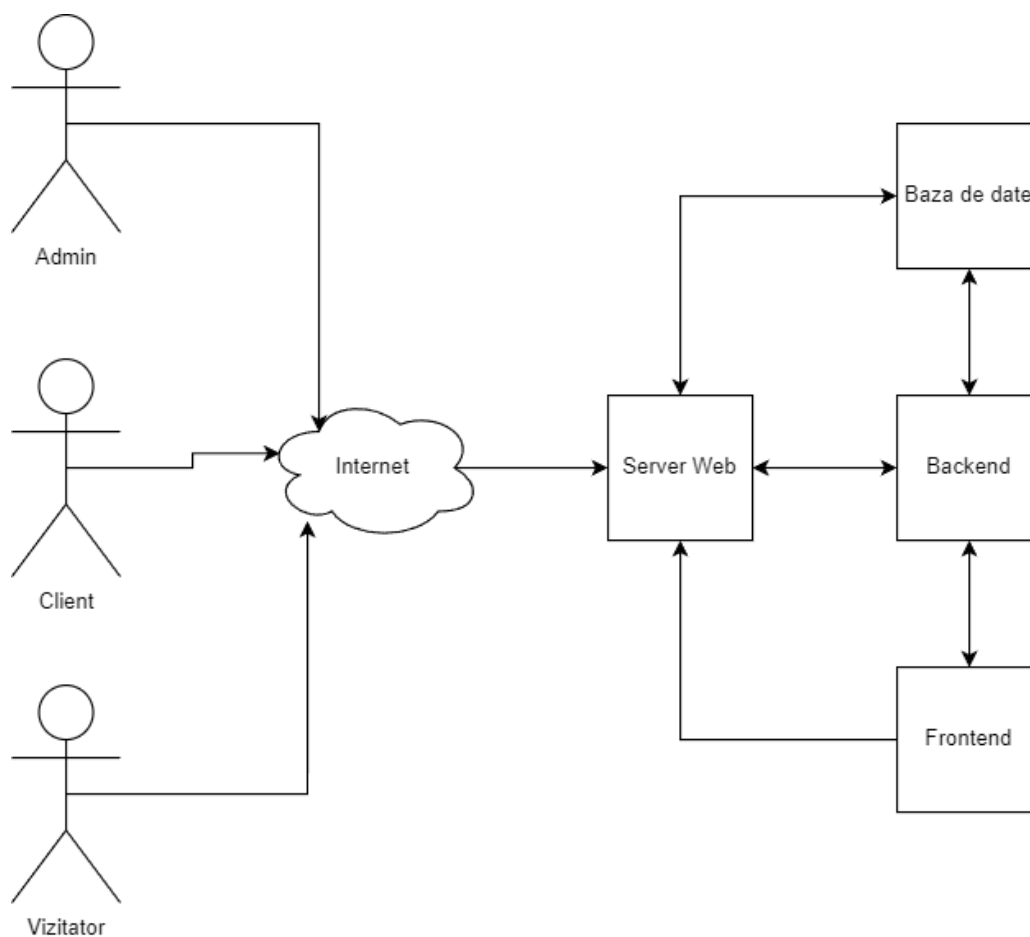 Admin
Baza de date
Client
Internet
Server Web
Backend
Vizitator
Frontend